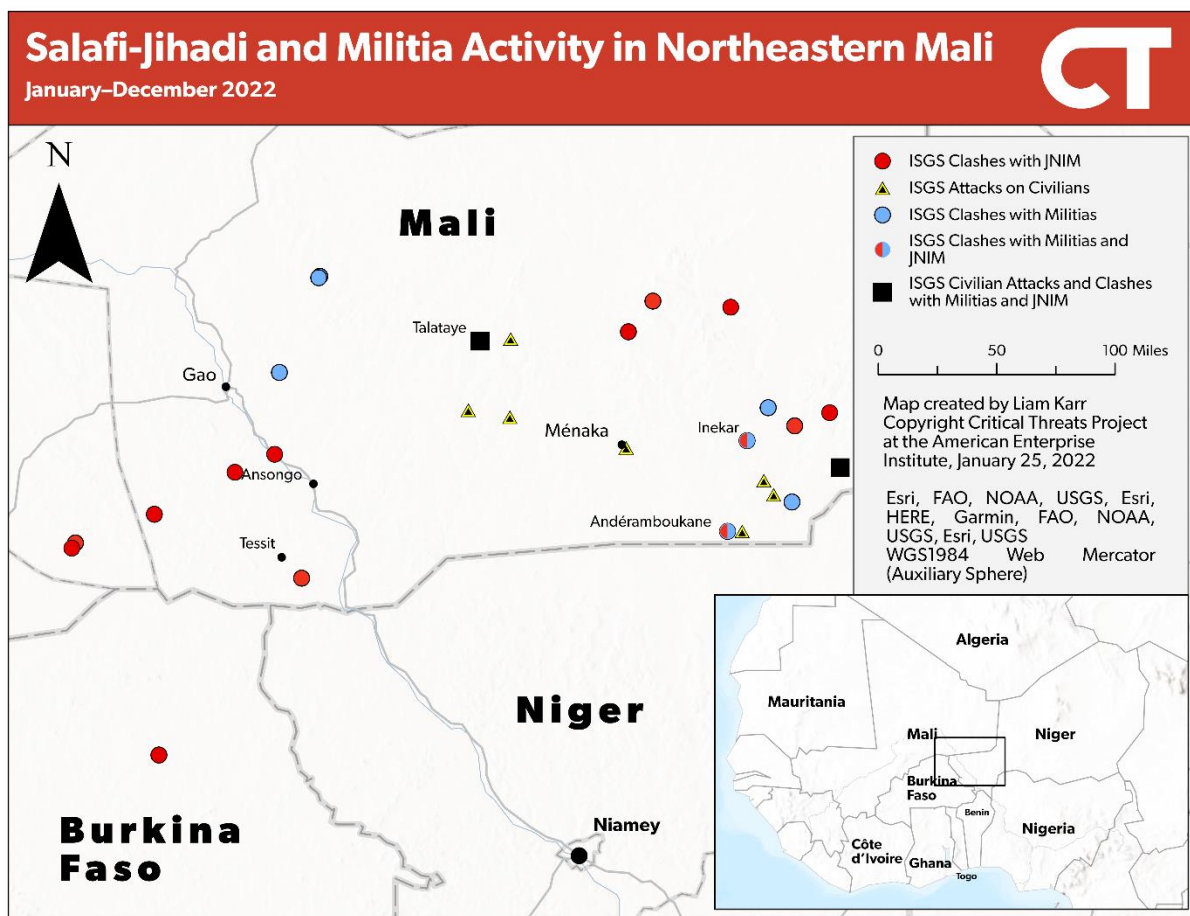 Salafi-Jihadi and Militia Activity in Northeastern Mali
January–December 2022
CT
N
Mali
Talataye
Gao
Ménaka
Inekar
Ansongo
Andéramboukane
Tessit
Niger
Burkina
Faso
Niamey
ISGS Clashes with JNIM
ISGS Attacks on Civilians
ISGS Clashes with Militias
ISGS Clashes with Militias and
JNIM
ISGS Civilian Attacks and Clashes
with Militias and JNIM
0 50 100 Miles
Map created by Liam Karr
Copyright Critical Threats Project
at the American Enterprise
Institute, January 25, 2022
Esri, FAO, NOAA, USGS, Esri,
HERE, Garmin, FAO, NOAA,
USGS, Esri, USGS
WGS1984 Web Mercator
(Auxiliary Sphere)
Algeria
Mauritania
Mali
Niger
Burkina
Faso
Benin
Nigeria
Côte
d'Ivoire
Ghana
Togo